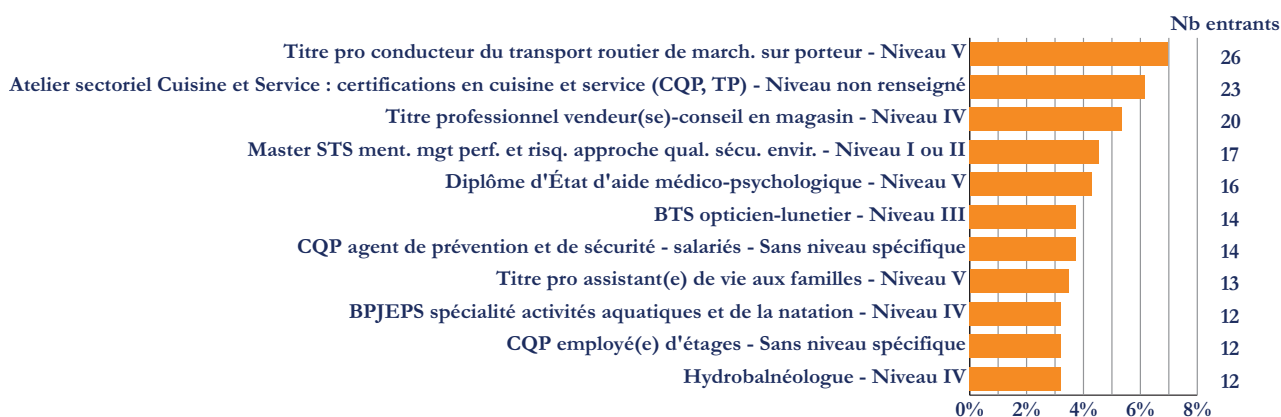 Nb entrants
Titre pro conducteur du transport routier de march. sur porteur - Niveau V 26
Atelier sectoriel Cuisine et Service : certifications en cuisine et service (CQP, TP) - Niveau non renseigné 23
Titre professionnel vendeur(se)-conseil en magasin - Niveau IV 20
Master STS ment. mgt perf. et risq. approche qual. sécu. envir. - Niveau I ou II 17
Diplôme d'État d'aide médico-psychologique - Niveau V 16
BTS opticien-lunetier - Niveau III 14
CQP agent de prévention et de sécurité - salariés - Sans niveau spécifique 14
Titre pro assistant(e) de vie aux familles - Niveau V 13
BPJEPS spécialité activités aquatiques et de la natation - Niveau IV 12
CQP employé(e) d'étages - Sans niveau spécifique 12
Hydrobalnéologue - Niveau IV 12
0% 2% 4% 6% 8%